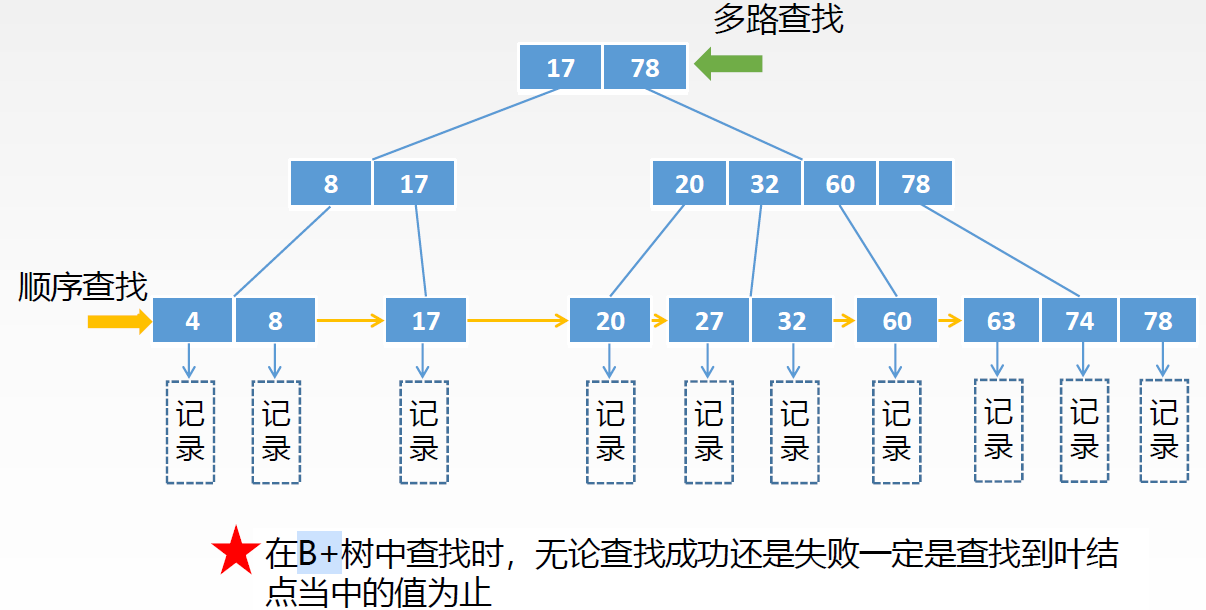 多路查找
17 78
8 17
20 32 60 78
顺序查找
4 8 17 20 27 32 60 63 74 78
记录 记录 记录 记录 记录 记录 记录 记录 记录 记录
在B+树中查找时，无论查找成功还是失败一定是查找到叶结
点当中的值为止